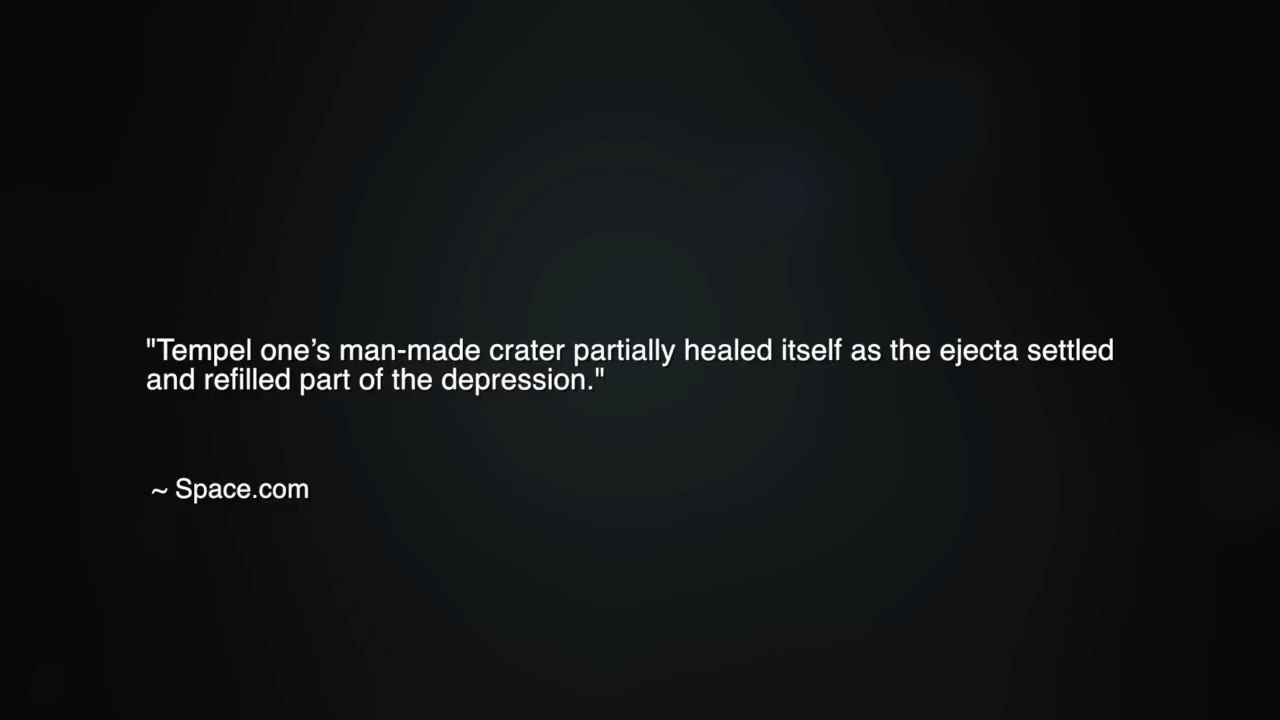 "Tempel one’s man-made crater partially healed itself as the ejecta settled
and refilled part of the depression."
~ Space.com